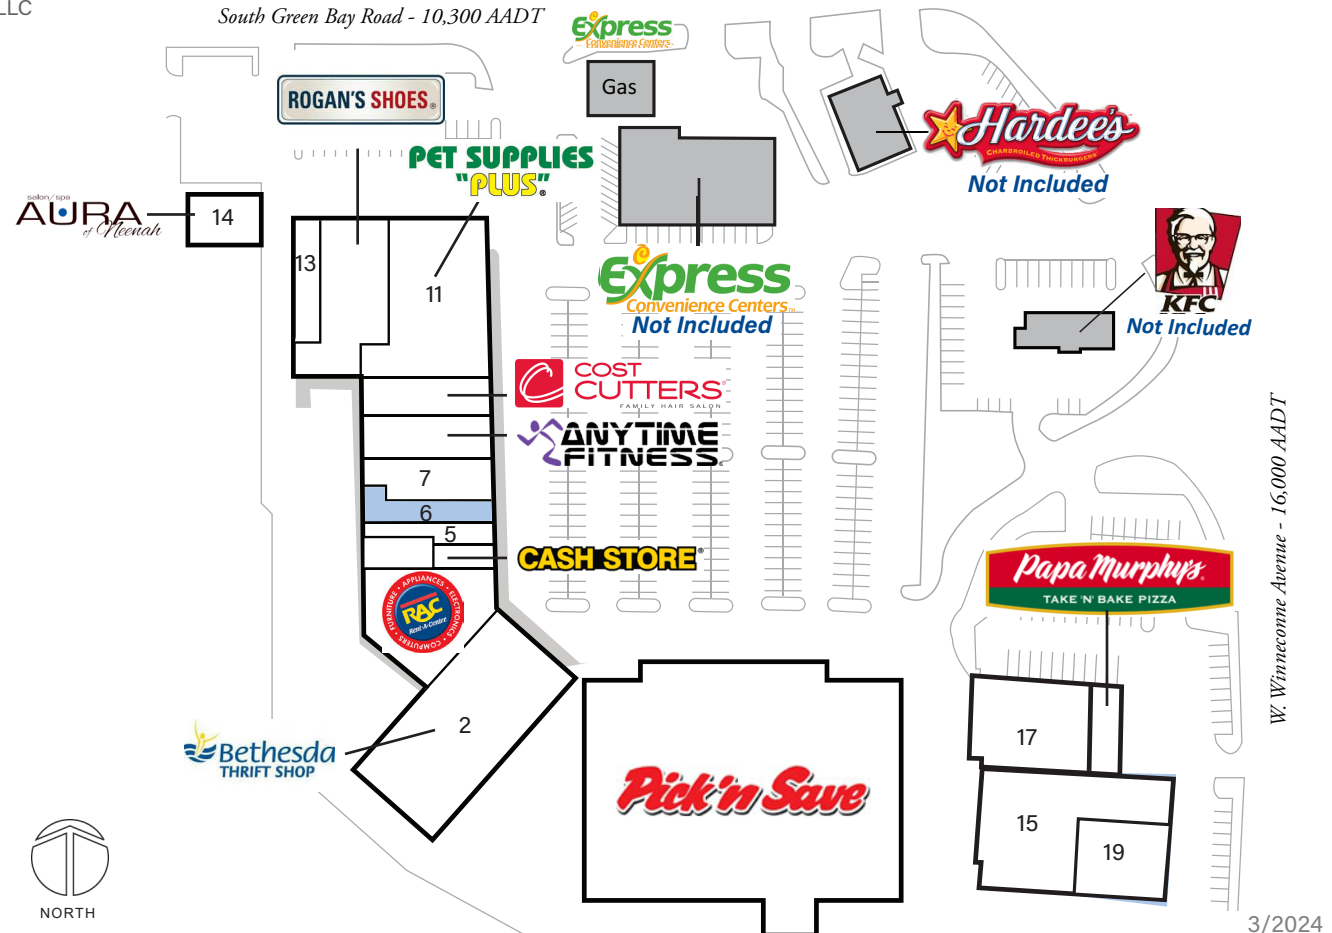 LLC
South Green Bay Road - 10,300 AADT
Express
Convenience Centers
Gas
ROGAN'S SHOES®
Hardee's
CHARBROILED THICKBURGERS
Not Included
PET SUPPLIES
"PLUS"®
salon/spa
AURA
of Neenah
14
13
11
Express
Convenience Centers™
Not Included
KFC
Not Included
COST
CUTTERS®
FAMILY HAIR SALON
ANYTIME
FITNESS®
7
6
5
CASH STORE®
W. Winneconne Avenue - 16,000 AADT
Papa Murphy's®
TAKE 'N' BAKE PIZZA
FURNITURE • APPLIANCES • ELECTRONICS • COMPUTERS
RAC
Rent-A-Center
2
Bethesda
THRIFT SHOP
Pick 'n Save
17
15
19
NORTH
3/2024